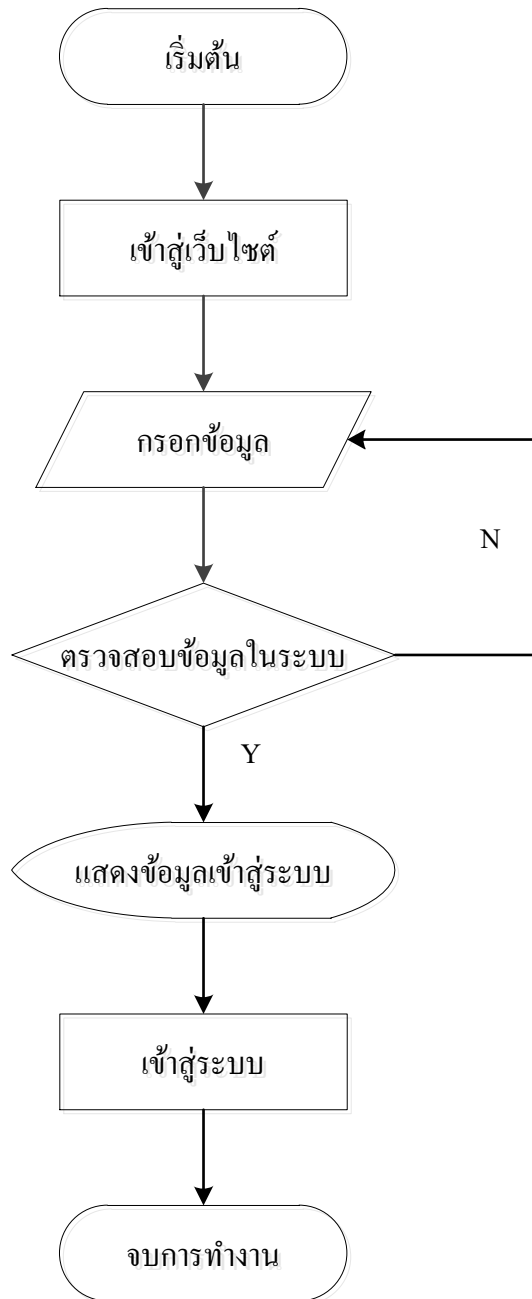 เริ่มต้น
เข้าสู่เว็บไซต์
กรอกข้อมูล
N
ตรวจสอบข้อมูลในระบบ
Y
แสดงข้อมูลเข้าสู่ระบบ
เข้าสู่ระบบ
จบการทำงาน